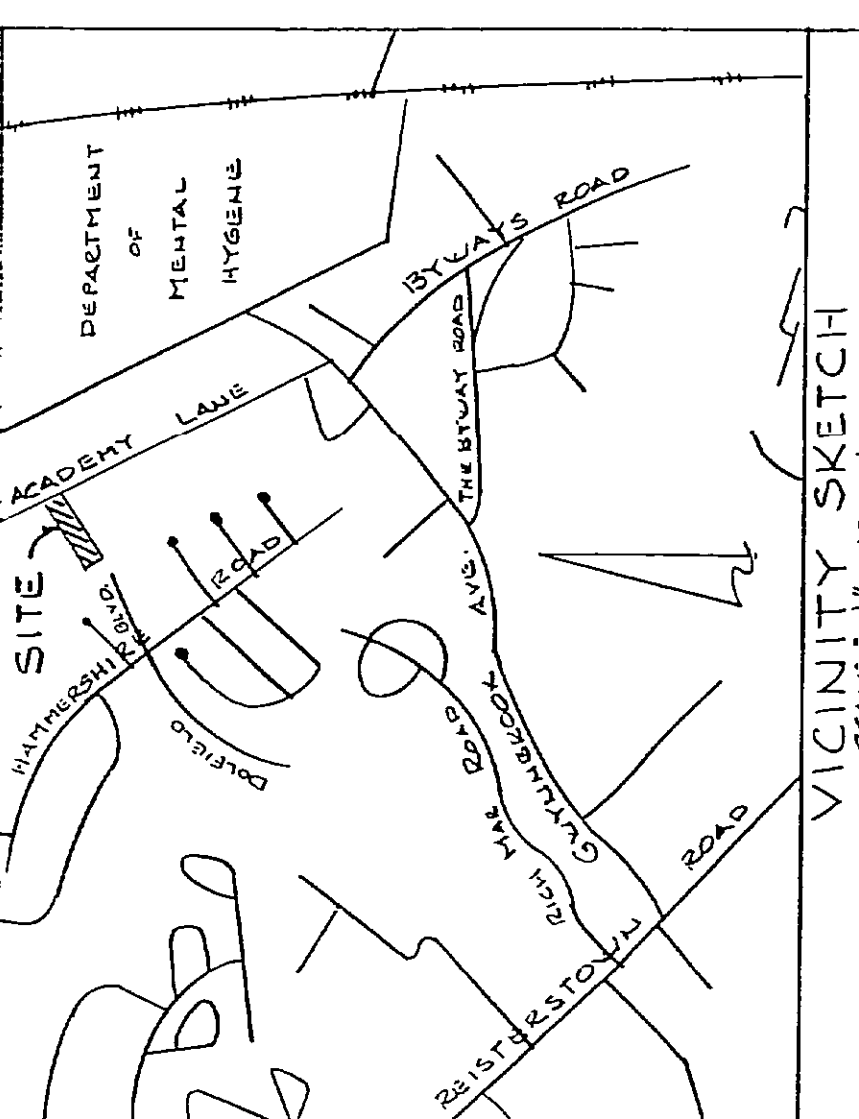 DEPARTMENT
OF
MENTAL
HYGENE
BYWAYS ROAD
THE BYWAY ROAD
ACADEMY LANE
SITE
HAMMERSHIRE ROAD
BLVD.
DOLFIELD
GWYNNBROOK AVE.
RICH MAR ROAD
REISTERSTOWN ROAD
VICINITY SKETCH